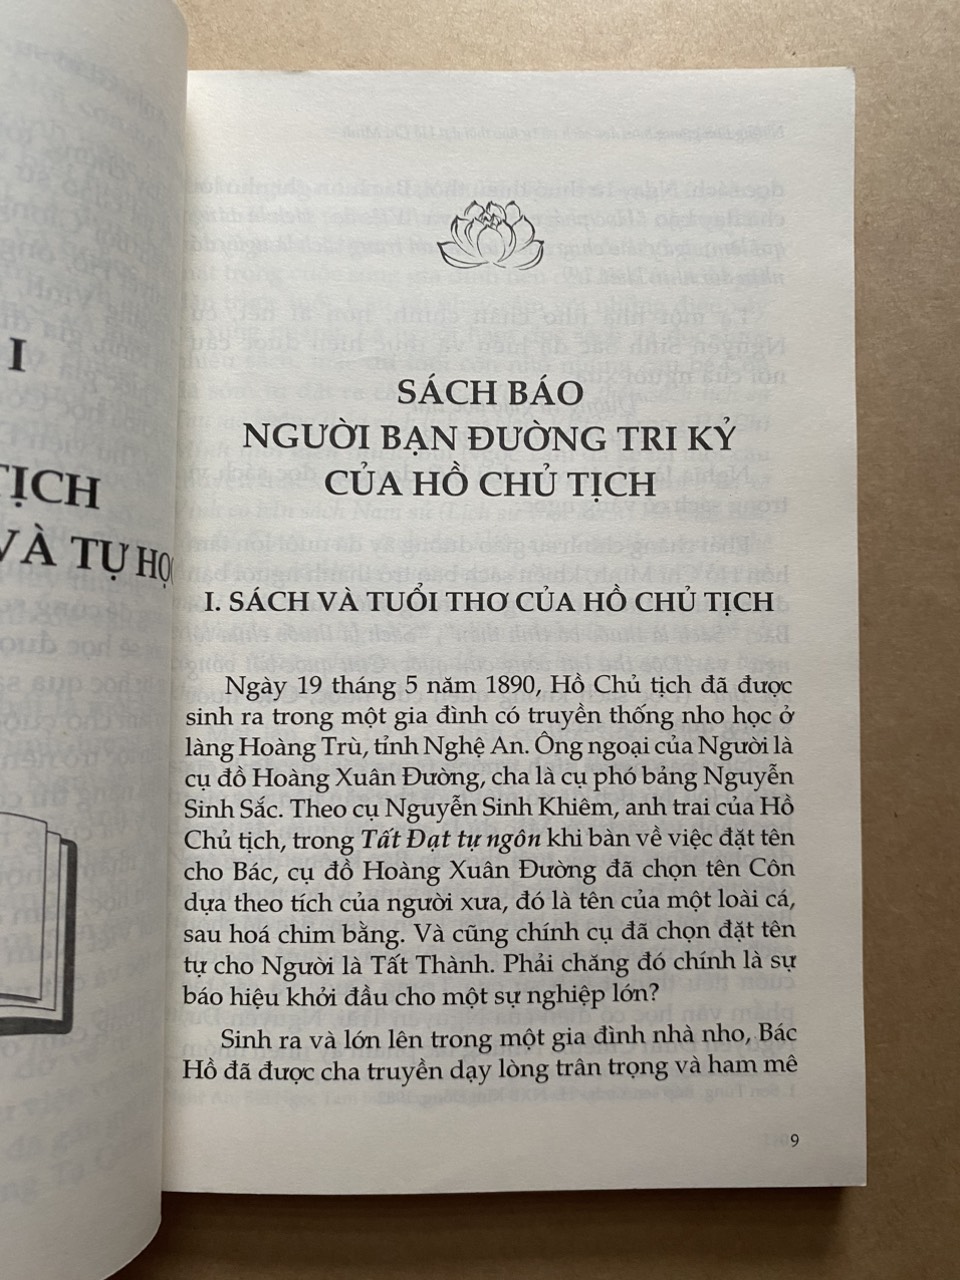 I
TỊCH
VÀ TỰ HỌC
SÁCH BÁO
NGƯỜI BẠN ĐƯỜNG TRI KỶ
CỦA HỒ CHỦ TỊCH
I. SÁCH VÀ TUỔI THƠ CỦA HỒ CHỦ TỊCH
Ngày 19 tháng 5 năm 1890, Hồ Chủ tịch đã được
sinh ra trong một gia đình có truyền thống nho học ở
làng Hoàng Trù, tỉnh Nghệ An. Ông ngoại của Người là
cụ đồ Hoàng Xuân Đường, cha là cụ phó bảng Nguyễn
Sinh Sắc. Theo cụ Nguyễn Sinh Khiêm, anh trai của Hồ
Chủ tịch, trong Tất Đạt tự ngôn khi bàn về việc đặt tên
cho Bác, cụ đồ Hoàng Xuân Đường đã chọn tên Côn
dựa theo tích của người xưa, đó là tên của một loài cá,
sau hoá chim bằng. Và cũng chính cụ đã chọn đặt tên
tự cho Người là Tất Thành. Phải chăng đó chính là sự
báo hiệu khởi đầu cho một sự nghiệp lớn?
Sinh ra và lớn lên trong một gia đình nhà nho, Bác
Hồ đã được cha truyền dạy lòng trân trọng và ham mê
9